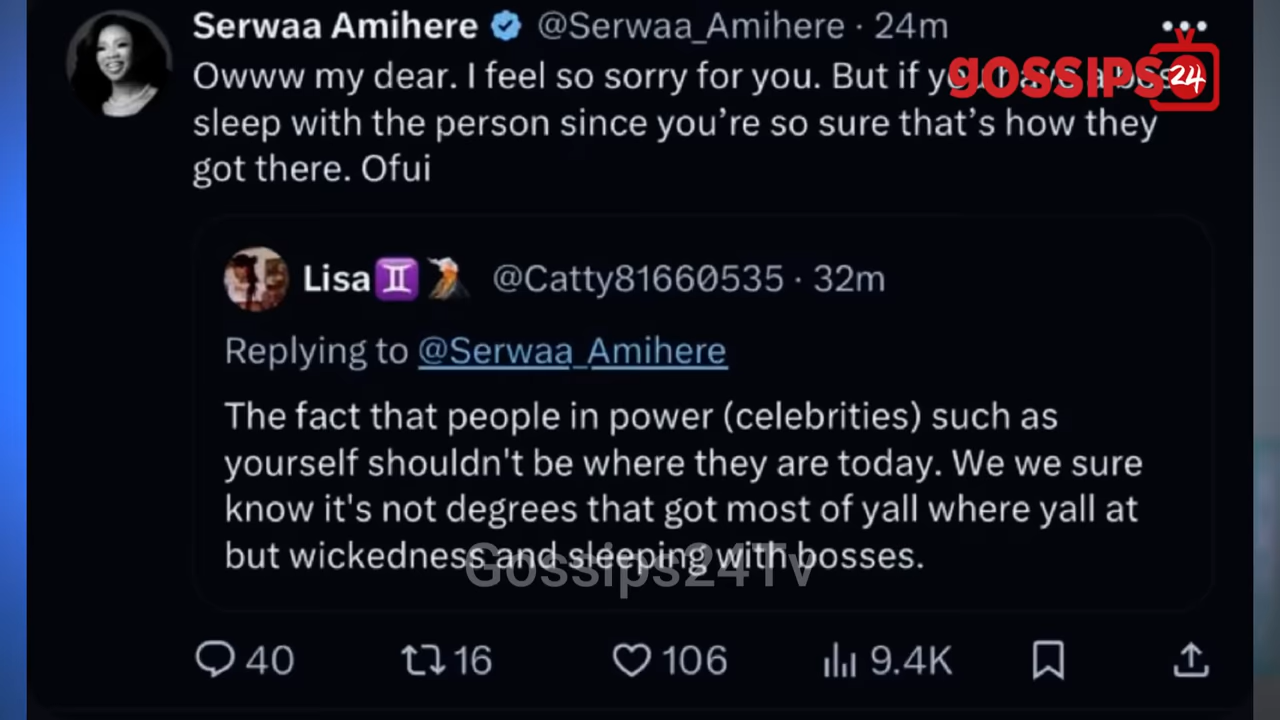 Serwaa Amihere @Serwaa_Amihere · 24m
GOSSIPS 24
Owww my dear. I feel so sorry for you. But if you have a boss
sleep with the person since you're so sure that's how they
got there. Ofui
Lisa♊🌋 @Catty81660535 · 32m
Replying to @Serwaa_Amihere
The fact that people in power (celebrities) such as
yourself shouldn't be where they are today. We we sure
know it's not degrees that got most of yall where yall at
but wickedness and sleeping with bosses.
Gossips24Tv
40 16 106 9.4K